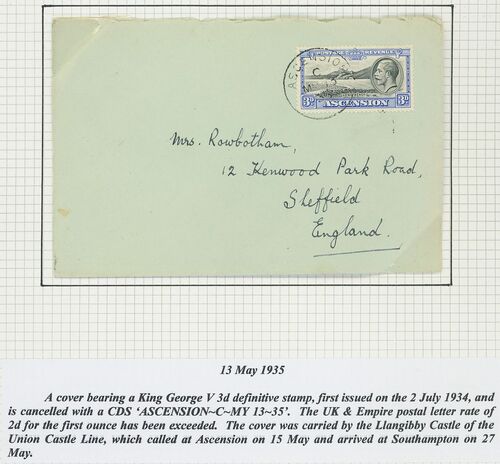 ASCENSION
C
MY 13
POSTAGE & REVENUE
3D
ASCENSION
3D
Mrs. Rowbotham,
12 Kenwood Park Road,
Sheffield
England.
13 May 1935
A cover bearing a King George V 3d definitive stamp, first issued on the 2 July 1934, and
is cancelled with a CDS ‘ASCENSION~C~MY 13~35’. The UK & Empire postal letter rate of
2d for the first ounce has been exceeded. The cover was carried by the Llangibby Castle of the
Union Castle Line, which called at Ascension on 15 May and arrived at Southampton on 27
May.